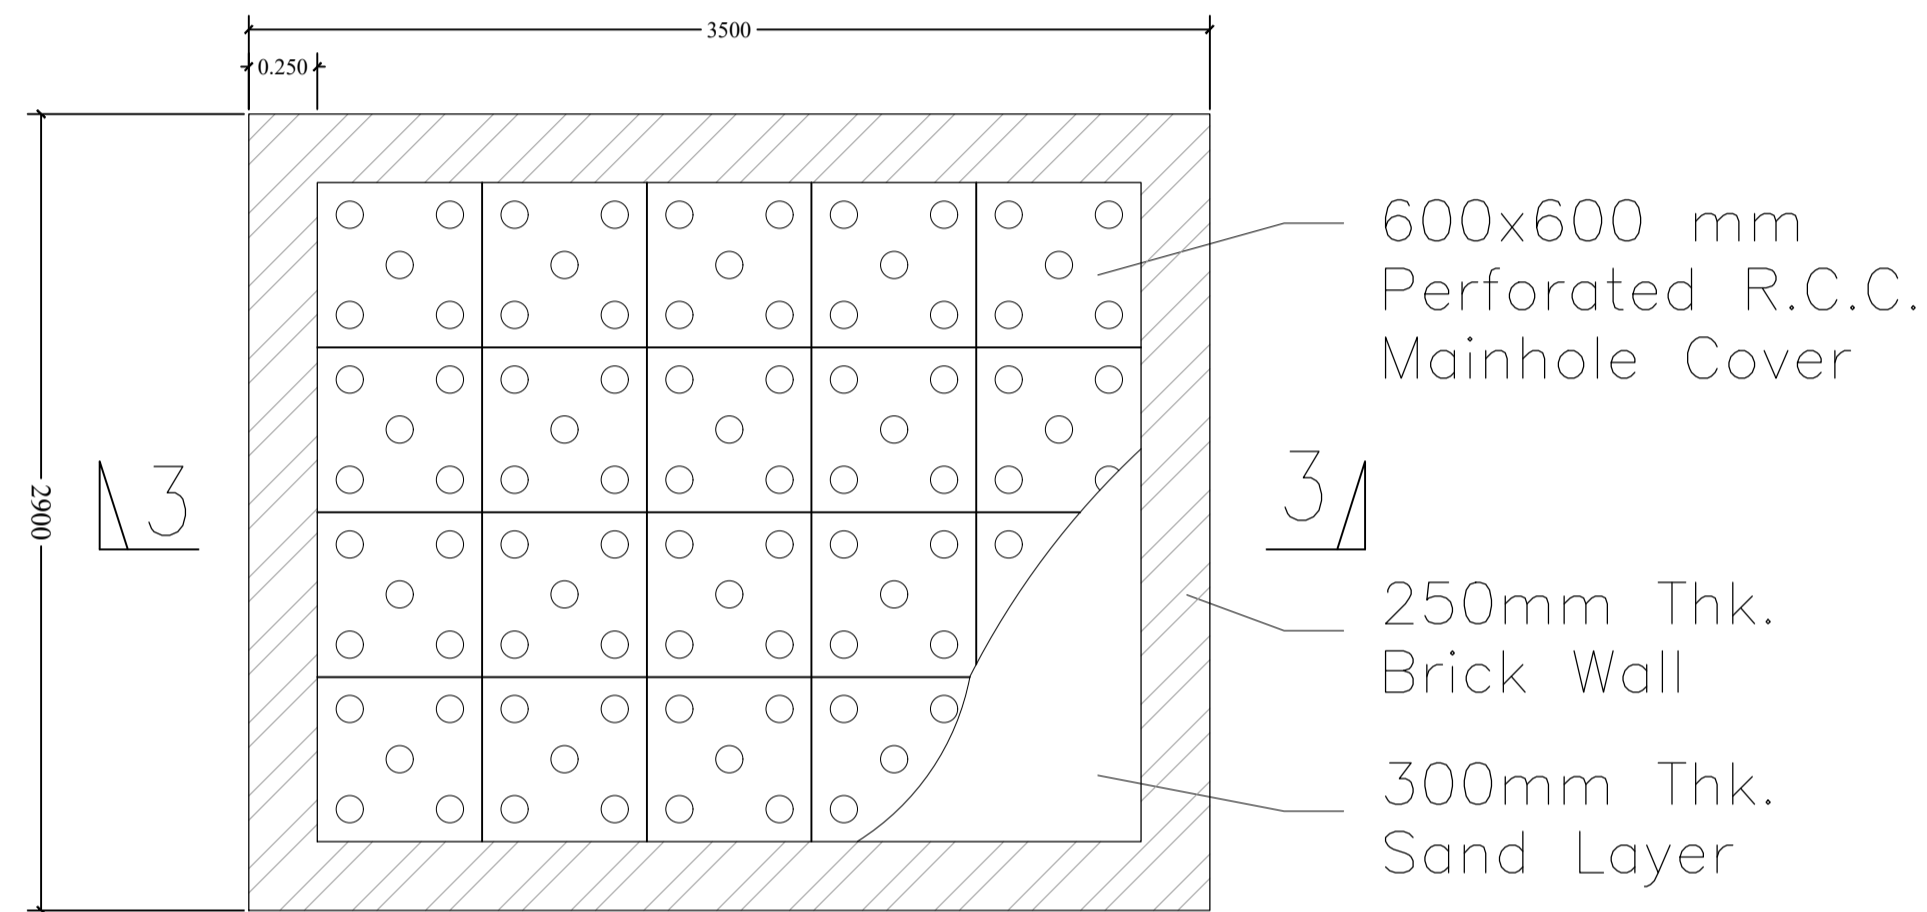 3500
0.250
2900
3
3
600x600 mm
Perforated R.C.C.
Mainhole Cover
250mm Thk.
Brick Wall
300mm Thk.
Sand Layer